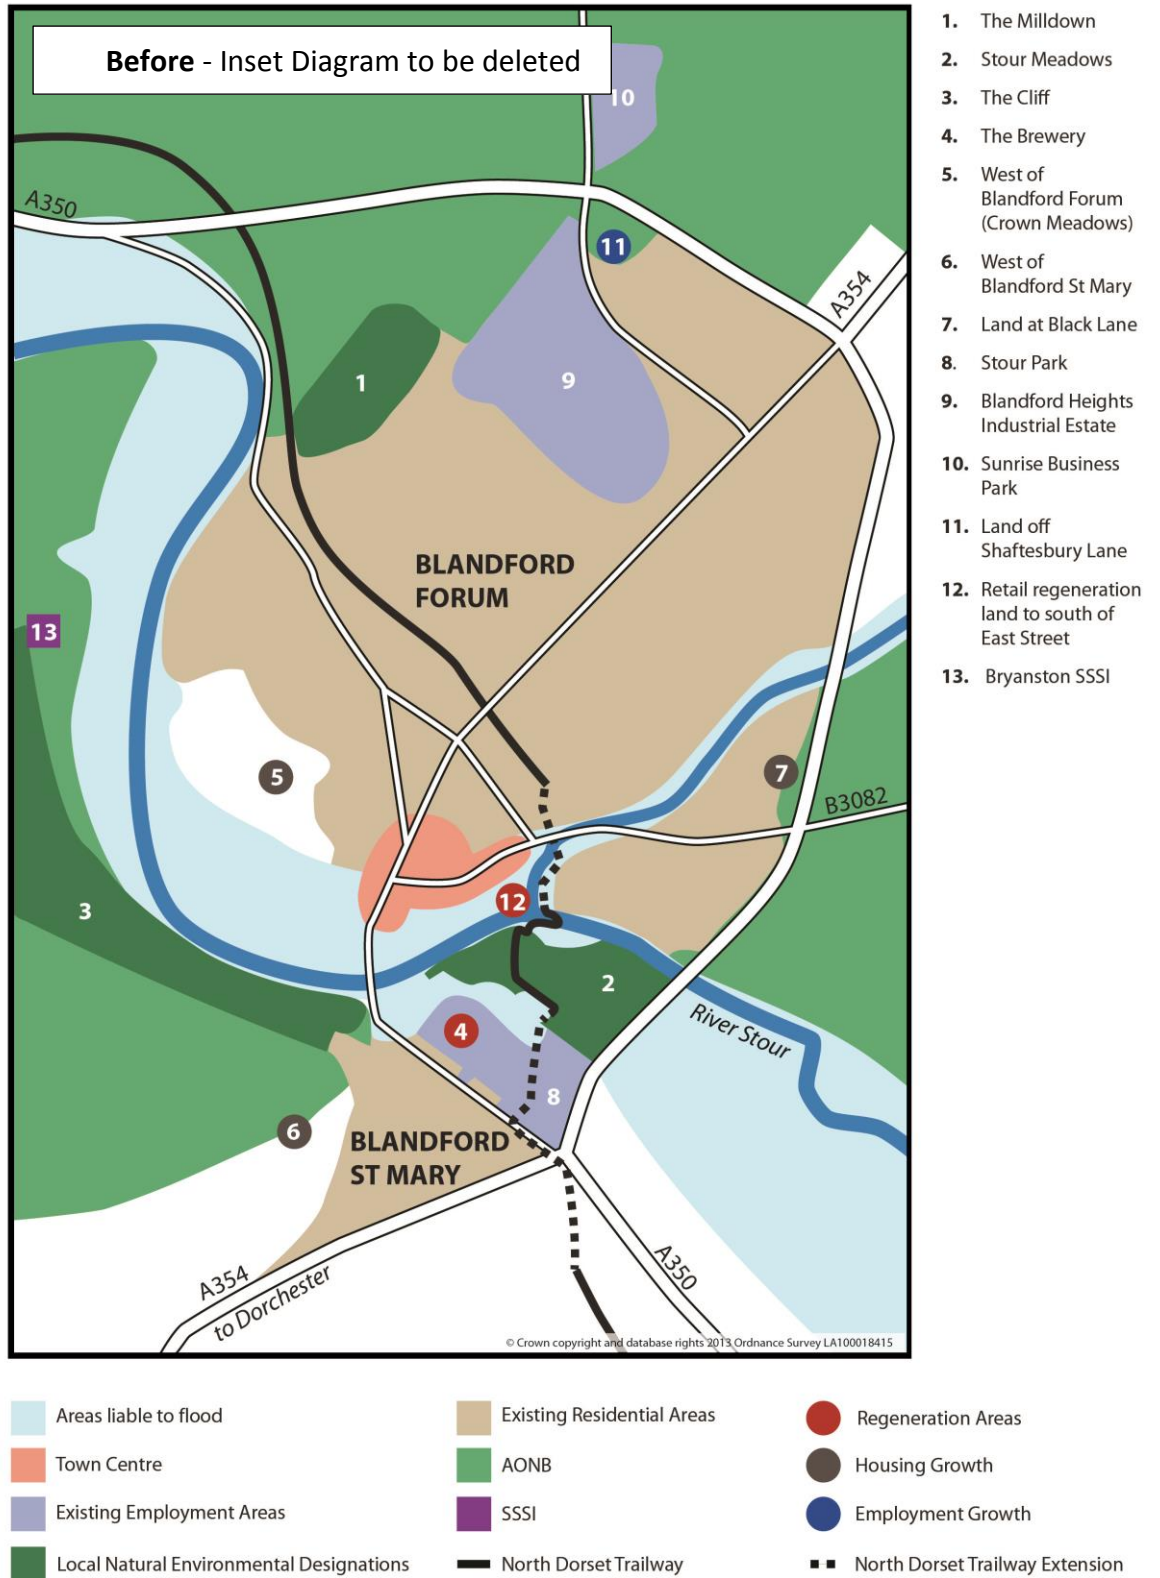 Before - Inset Diagram to be deleted
10
A350
11
A354
1
9
BLANDFORD
FORUM
13
5
7
B3082
12
3
2
River Stour
4
8
6
BLANDFORD
ST MARY
A354
to Dorchester
A350
© Crown copyright and database rights 2013 Ordnance Survey LA100018415
1. The Milldown
2. Stour Meadows
3. The Cliff
4. The Brewery
5. West of
Blandford Forum
(Crown Meadows)
6. West of
Blandford St Mary
7. Land at Black Lane
8. Stour Park
9. Blandford Heights
Industrial Estate
10. Sunrise Business
Park
11. Land off
Shaftesbury Lane
12. Retail regeneration
land to south of
East Street
13. Bryanston SSSI
Areas liable to flood
Town Centre
Existing Employment Areas
Local Natural Environmental Designations
Existing Residential Areas
AONB
SSSI
North Dorset Trailway
Regeneration Areas
Housing Growth
Employment Growth
North Dorset Trailway Extension